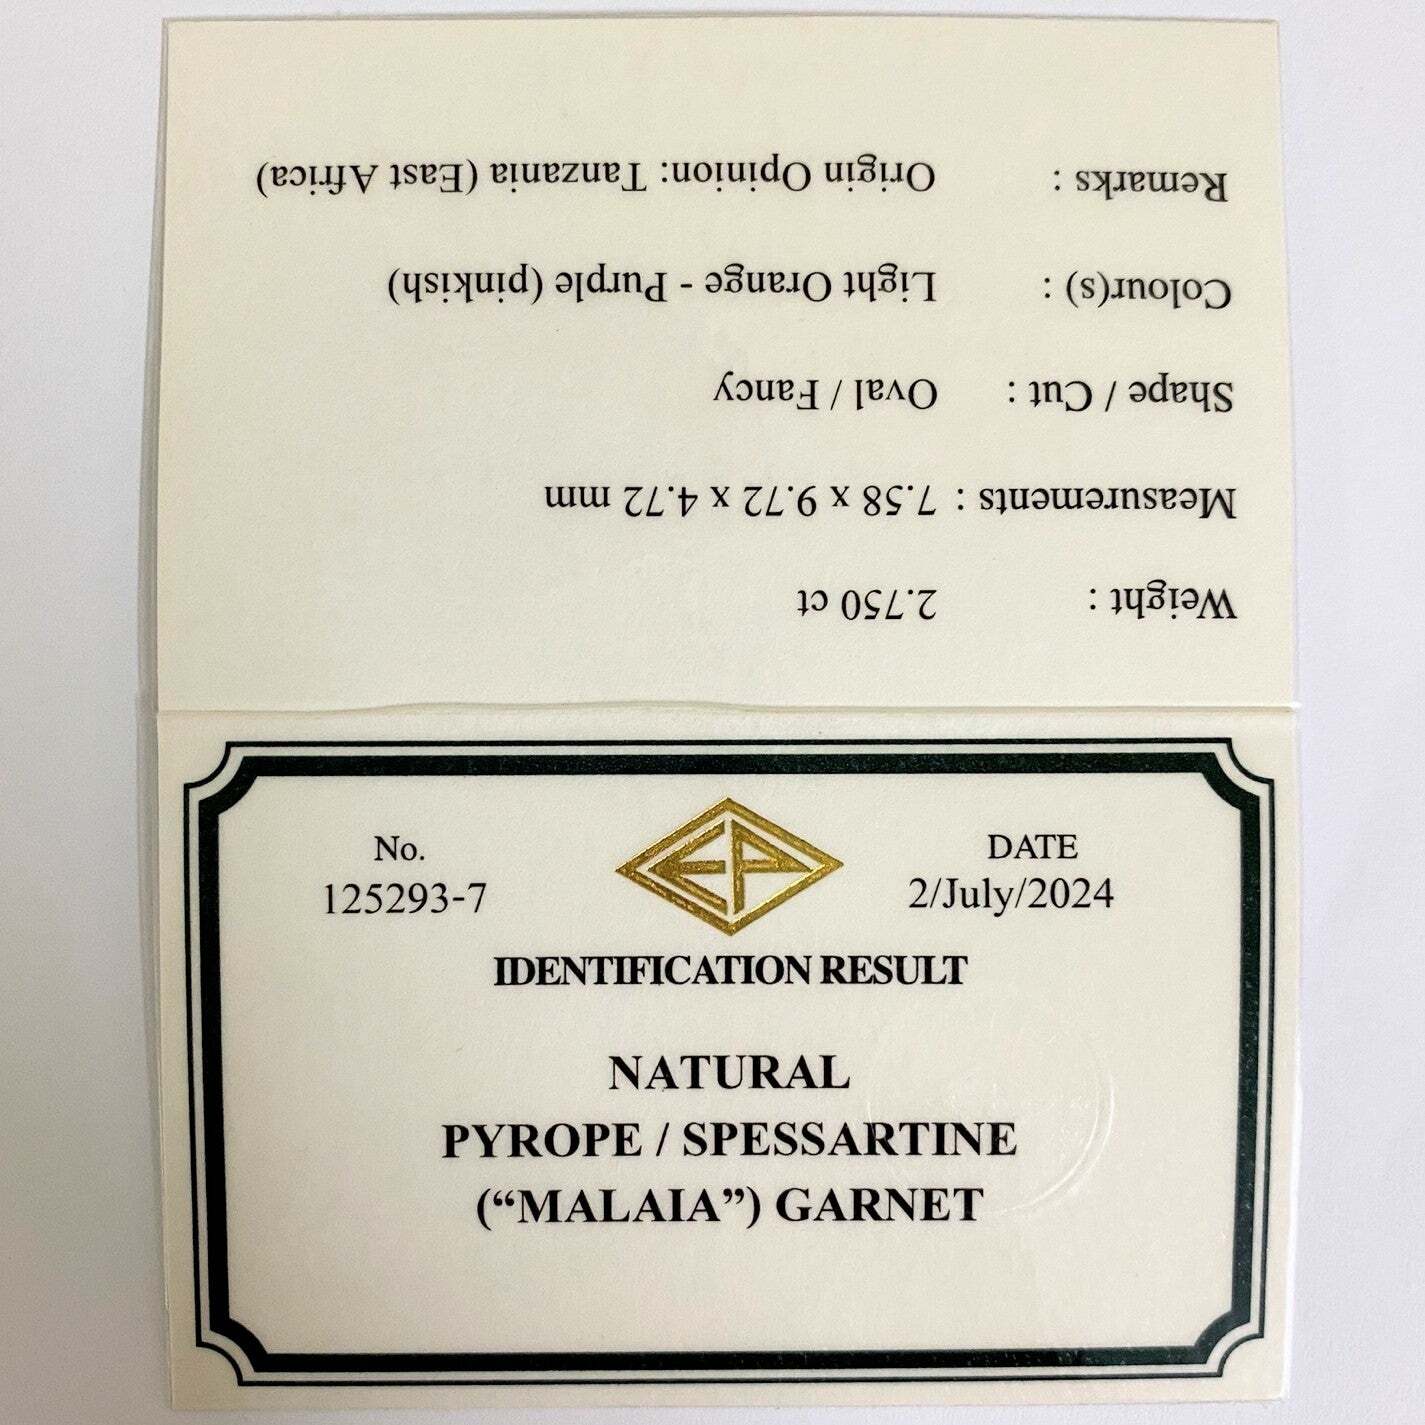 No.
125293-7
EP
DATE
2/July/2024
IDENTIFICATION RESULT
NATURAL
PYROPE / SPESSARTINE
(“MALAIA”) GARNET
Weight : 2.750 ct
Measurements : 7.58 x 9.72 x 4.72 mm
Shape / Cut : Oval / Fancy
Colour(s) : Light Orange - Purple (pinkish)
Remarks : Origin Opinion: Tanzania (East Africa)